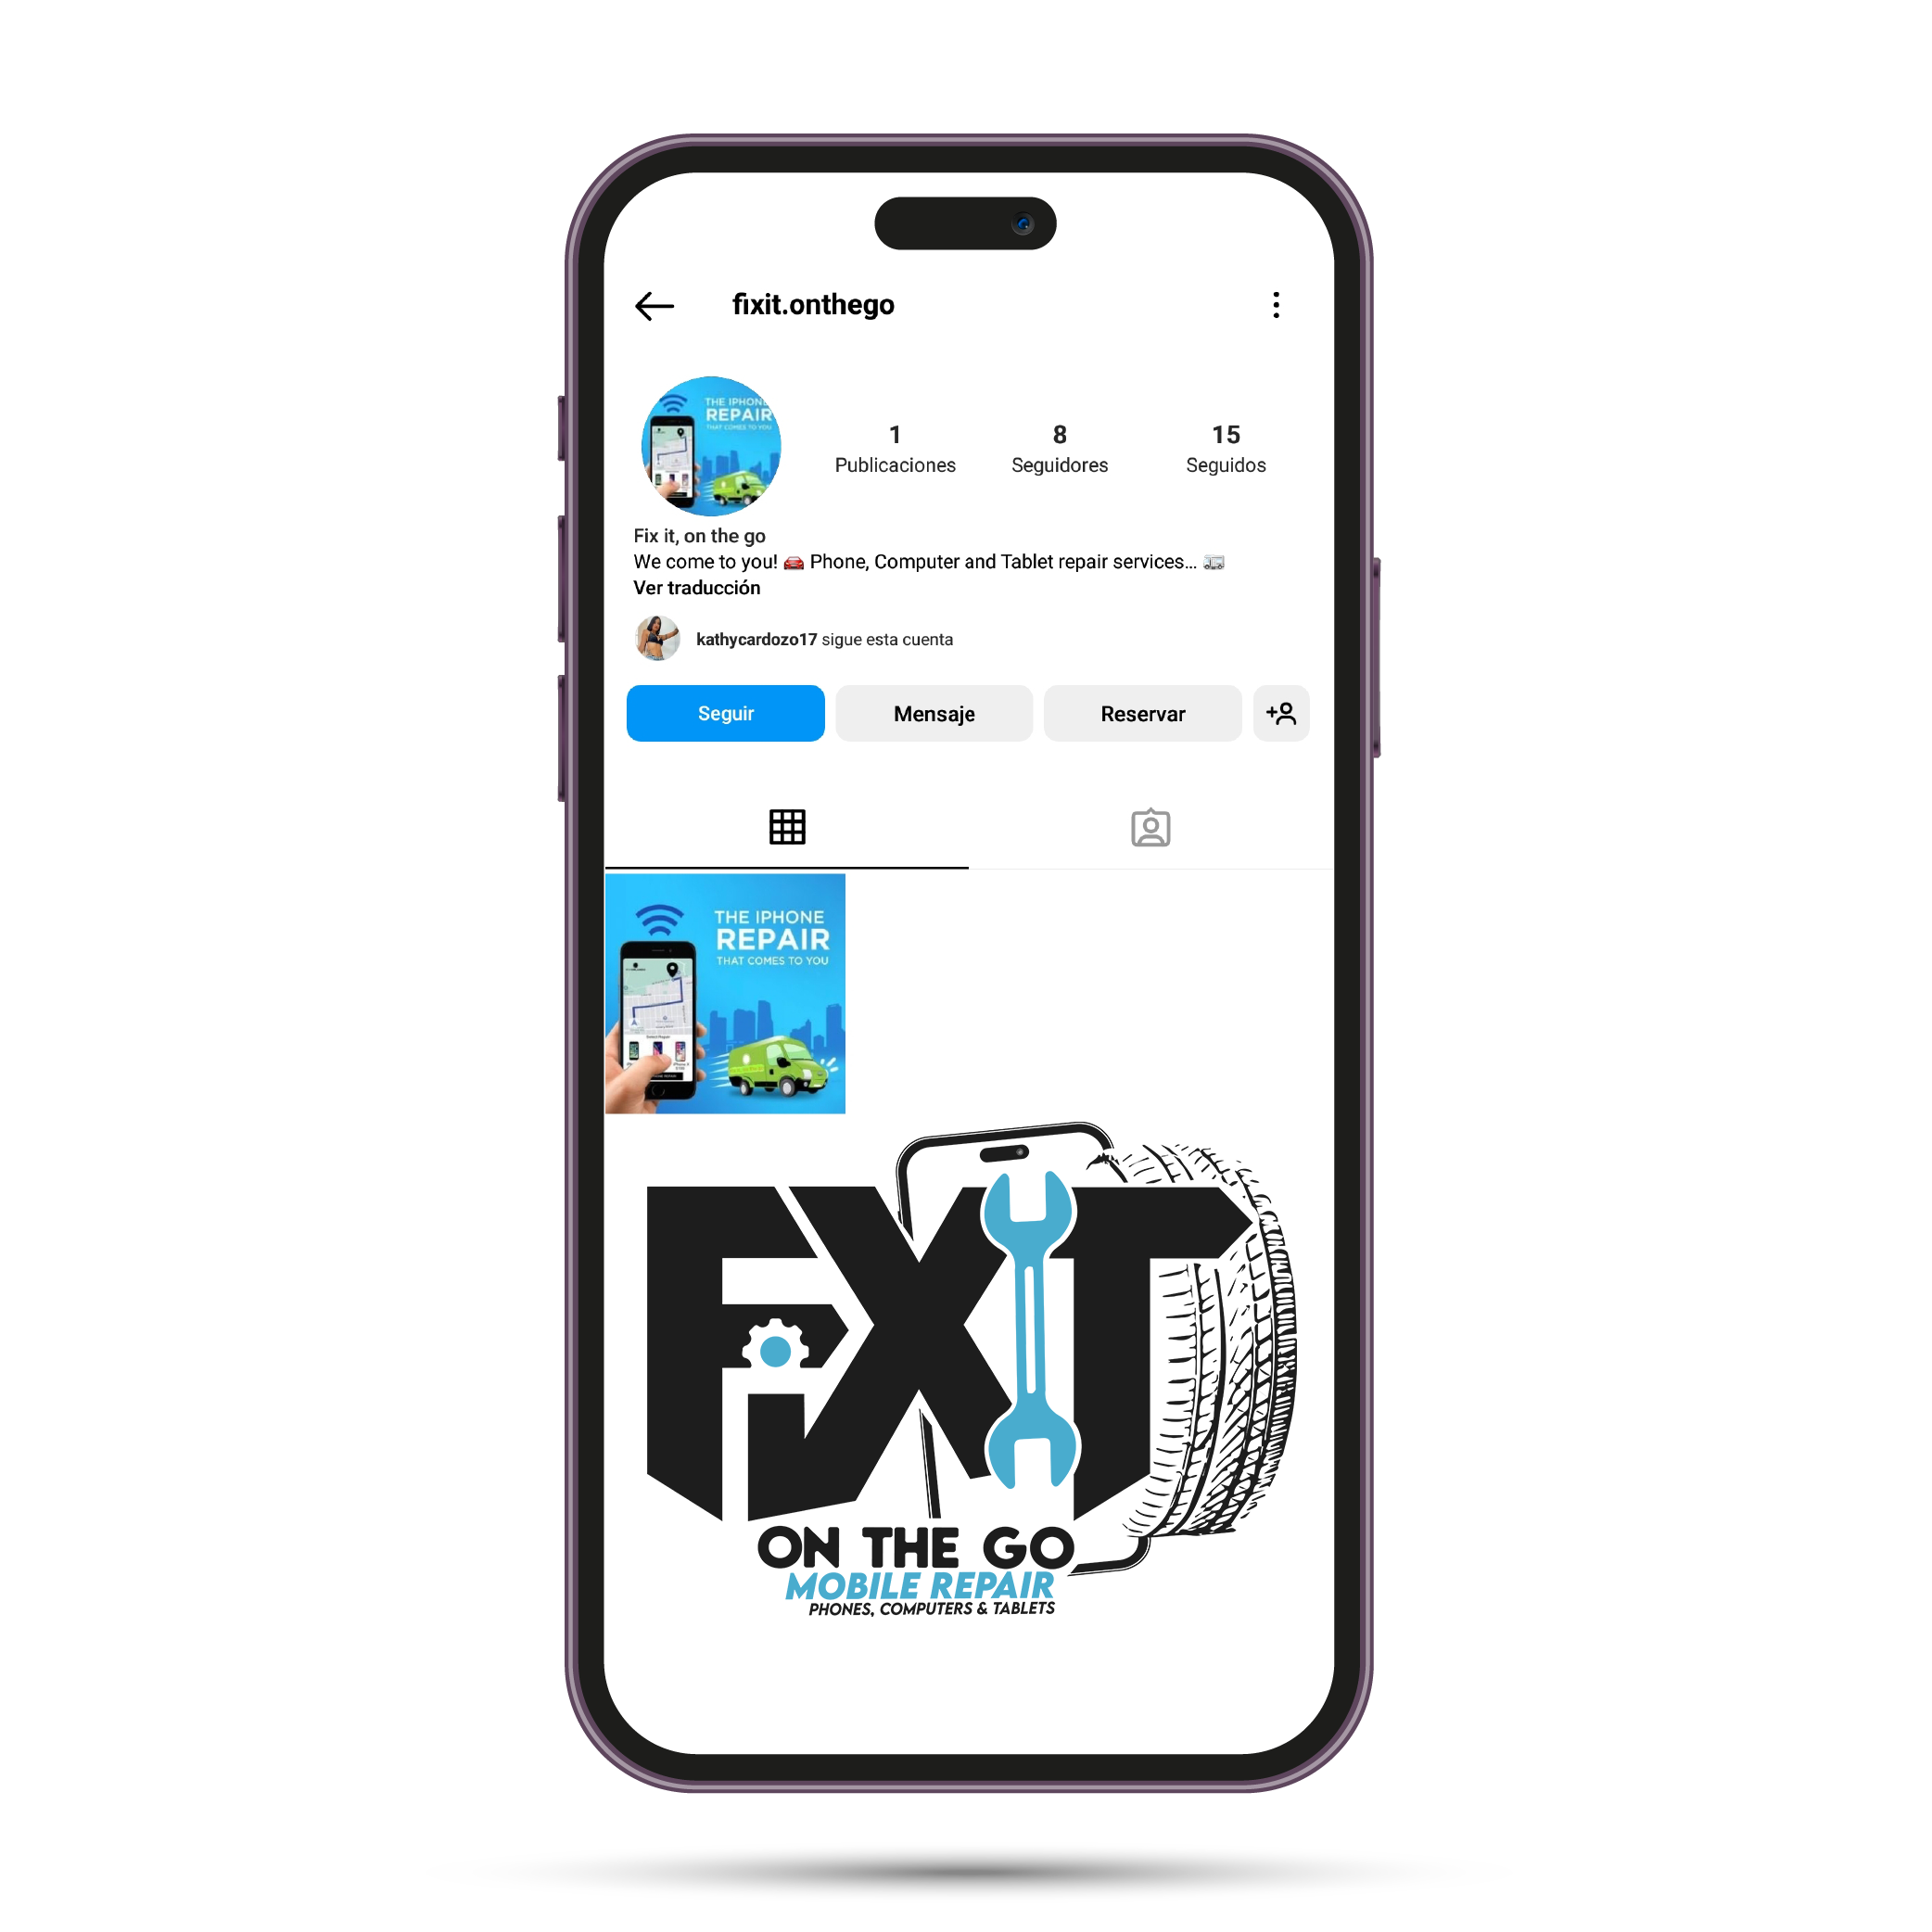 fixit.onthego
THE IPHON
REPAIR
THAT COMES TO YOU
1
Publicaciones
8
Seguidores
15
Seguidos
Fix it, on the go
We come to you! 🚗 Phone, Computer and Tablet repair services... 🚐
Ver traducción
kathycardozo17 sigue esta cuenta
Seguir
Mensaje
Reservar
THE IPHONE
REPAIR
THAT COMES TO YOU
FiXIT
ON THE GO
MOBILE REPAIR
PHONES, COMPUTERS & TABLETS